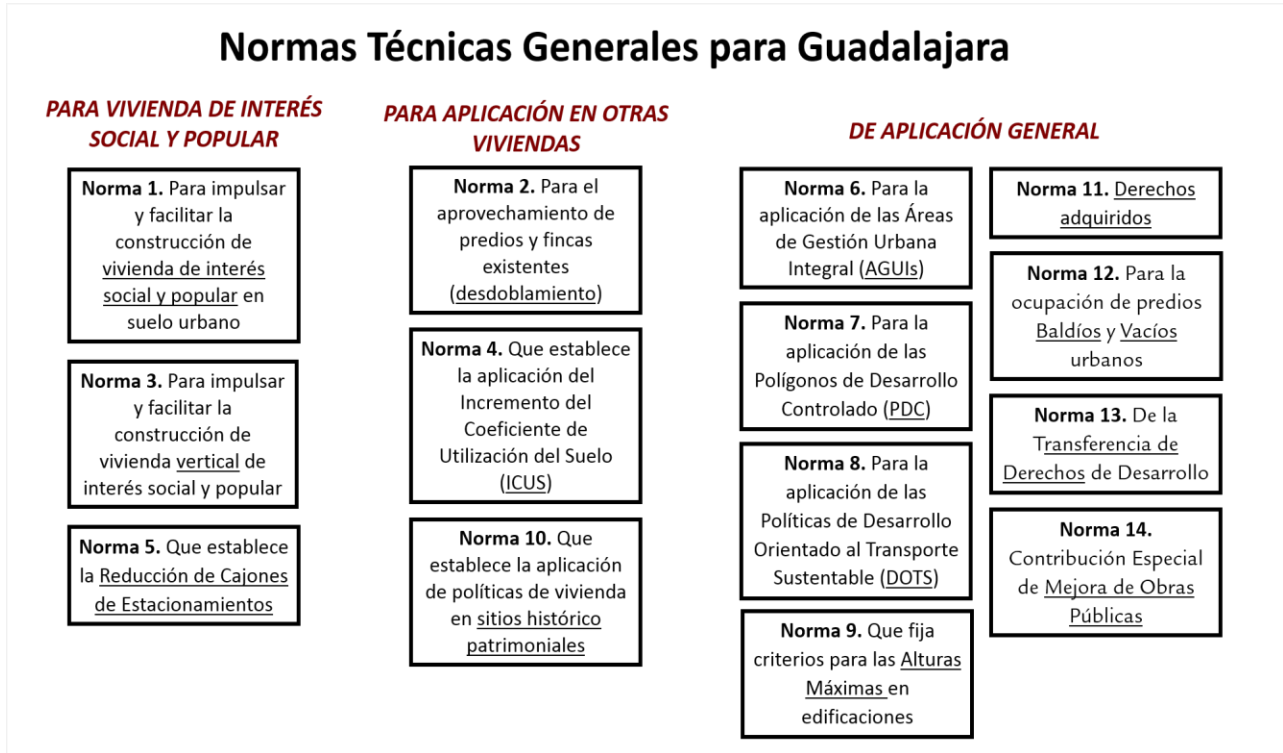 Normas Técnicas Generales para Guadalajara
PARA VIVIENDA DE INTERÉS
SOCIAL Y POPULAR
Norma 1. Para impulsar
y facilitar la
construcción de
vivienda de interés
social y popular en
suelo urbano
Norma 3. Para impulsar
y facilitar la
construcción de
vivienda vertical de
interés social y popular
Norma 5. Que establece
la Reducción de Cajones
de Estacionamientos
PARA APLICACIÓN EN OTRAS
VIVIENDAS
Norma 2. Para el
aprovechamiento de
predios y fincas
existentes
(desdoblamiento)
Norma 4. Que establece
la aplicación del
Incremento del
Coeficiente de
Utilización del Suelo
(ICUS)
Norma 10. Que
establece la aplicación
de políticas de vivienda
en sitios histórico
patrimoniales
DE APLICACIÓN GENERAL
Norma 6. Para la
aplicación de las Áreas
de Gestión Urbana
Integral (AGUIs)
Norma 7. Para la
aplicación de las
Polígonos de Desarrollo
Controlado (PDC)
Norma 8. Para la
aplicación de las
Políticas de Desarrollo
Orientado al Transporte
Sustentable (DOTS)
Norma 9. Que fija
criterios para las Alturas
Máximas en
edificaciones
Norma 11. Derechos
adquiridos
Norma 12. Para la
ocupación de predios
Baldíos y Vacíos
urbanos
Norma 13. De la
Transferencia de
Derechos de Desarrollo
Norma 14.
Contribución Especial
de Mejora de Obras
Públicas